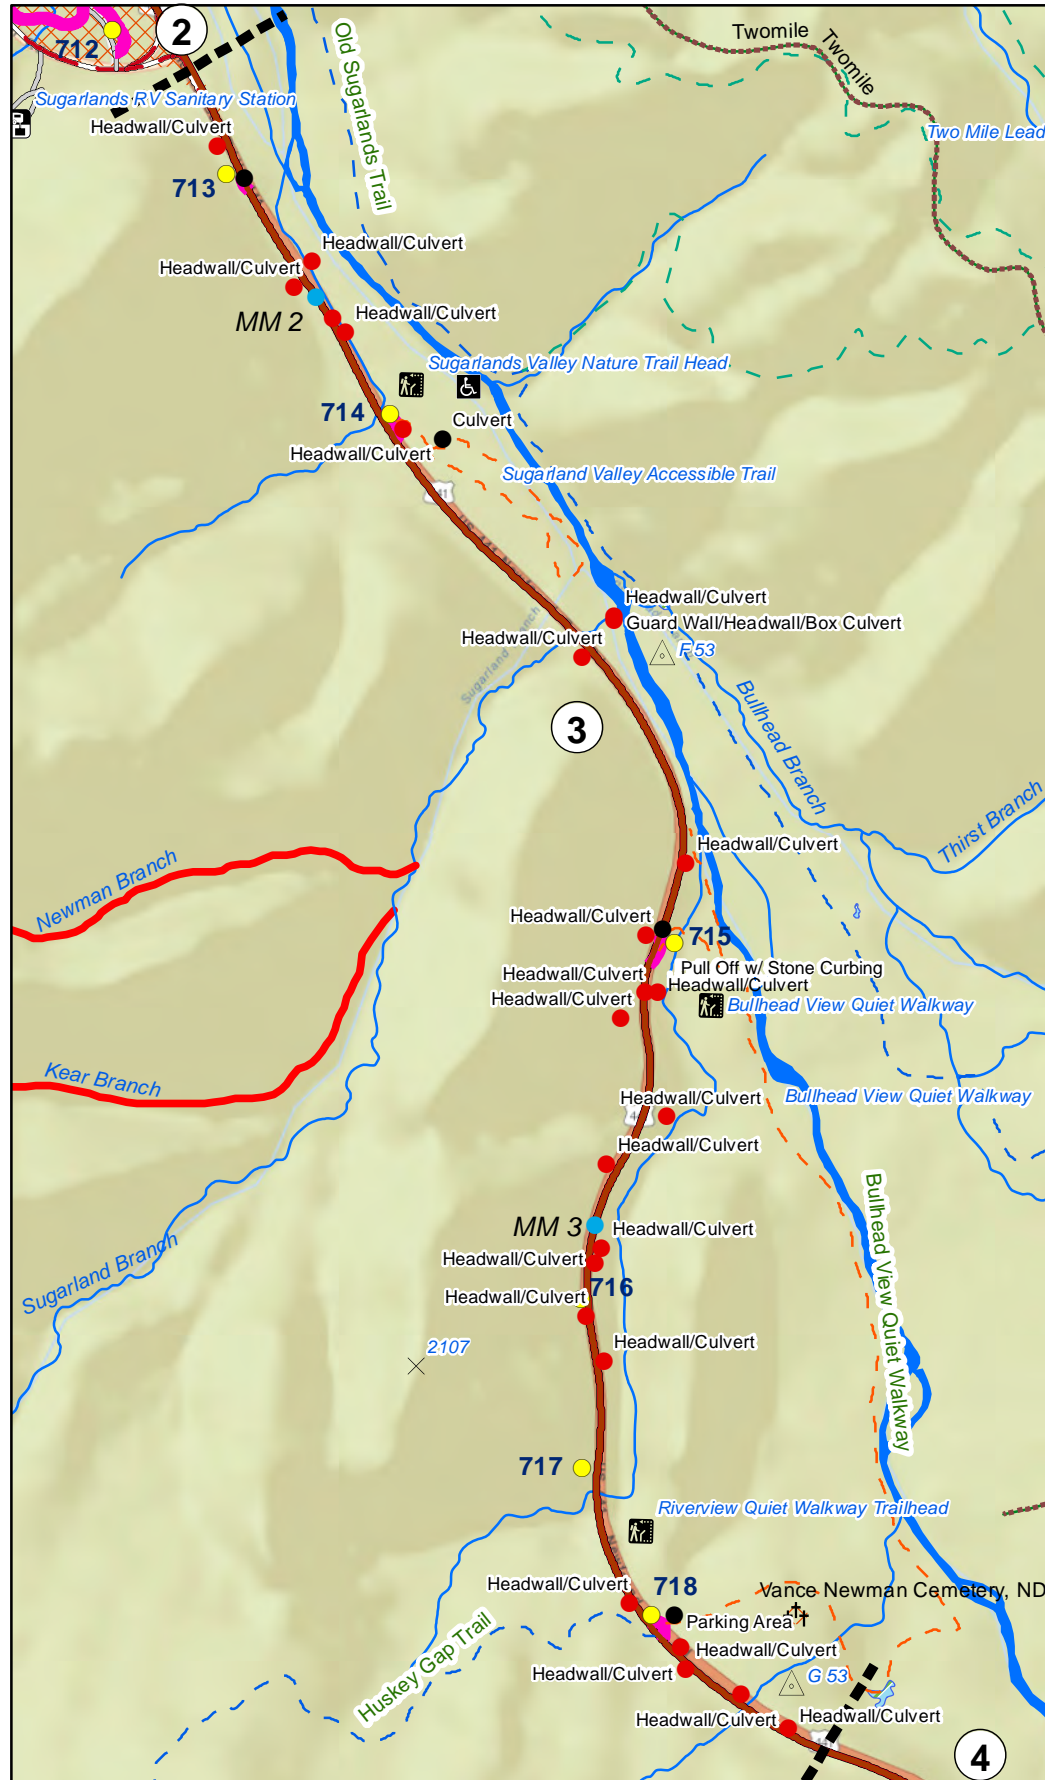 2
712
Old Sugarlands Trail
Twomile
Twomile
Sugarlands RV Sanitary Station
Headwall/Culvert
Two Mile Lead
713
Headwall/Culvert
Headwall/Culvert
MM 2
Headwall/Culvert
Sugarlands Valley Nature Trail Head
714
Culvert
Headwall/Culvert
Sugarland Valley Accessible Trail
Headwall/Culvert
Guard Wall/Headwall/Box Culvert
Headwall/Culvert
F 53
Sugarland Branch
3
Bullhead Branch
Thirst Branch
Headwall/Culvert
Newman Branch
Headwall/Culvert
715
Pull Off w/ Stone Curbing
Headwall/Culvert
Headwall/Culvert
Headwall/Culvert
Bullhead View Quiet Walkway
Kear Branch
Headwall/Culvert
Bullhead View Quiet Walkway
Headwall/Culvert
Bullhead View Quiet Walkway
MM 3
Headwall/Culvert
Sugarland Branch
Headwall/Culvert
716
Headwall/Culvert
2107
Headwall/Culvert
717
Riverview Quiet Walkway Trailhead
Headwall/Culvert
718
Vance Newman Cemetery, ND
Parking Area
Huskey Gap Trail
Headwall/Culvert
Headwall/Culvert
G 53
Headwall/Culvert
Headwall/Culvert
4